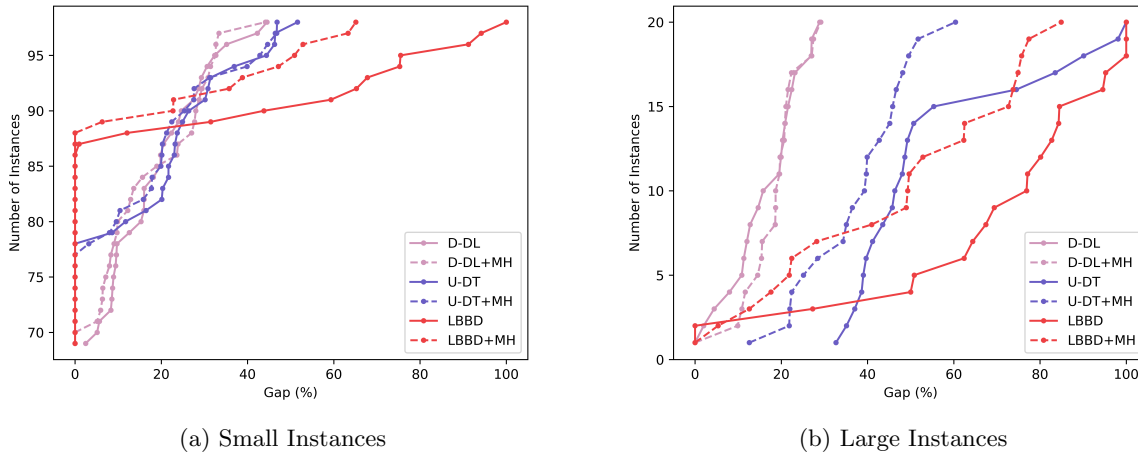 Number of Instances
95
90
85
80
75
70
0
20
40
60
80
100
Gap (%)
D-DL
D-DL+MH
U-DT
U-DT+MH
LBBD
LBBD+MH
(a) Small Instances
Number of Instances
20
15
10
5
0
0
20
40
60
80
100
Gap (%)
D-DL
D-DL+MH
U-DT
U-DT+MH
LBBD
LBBD+MH
(b) Large Instances